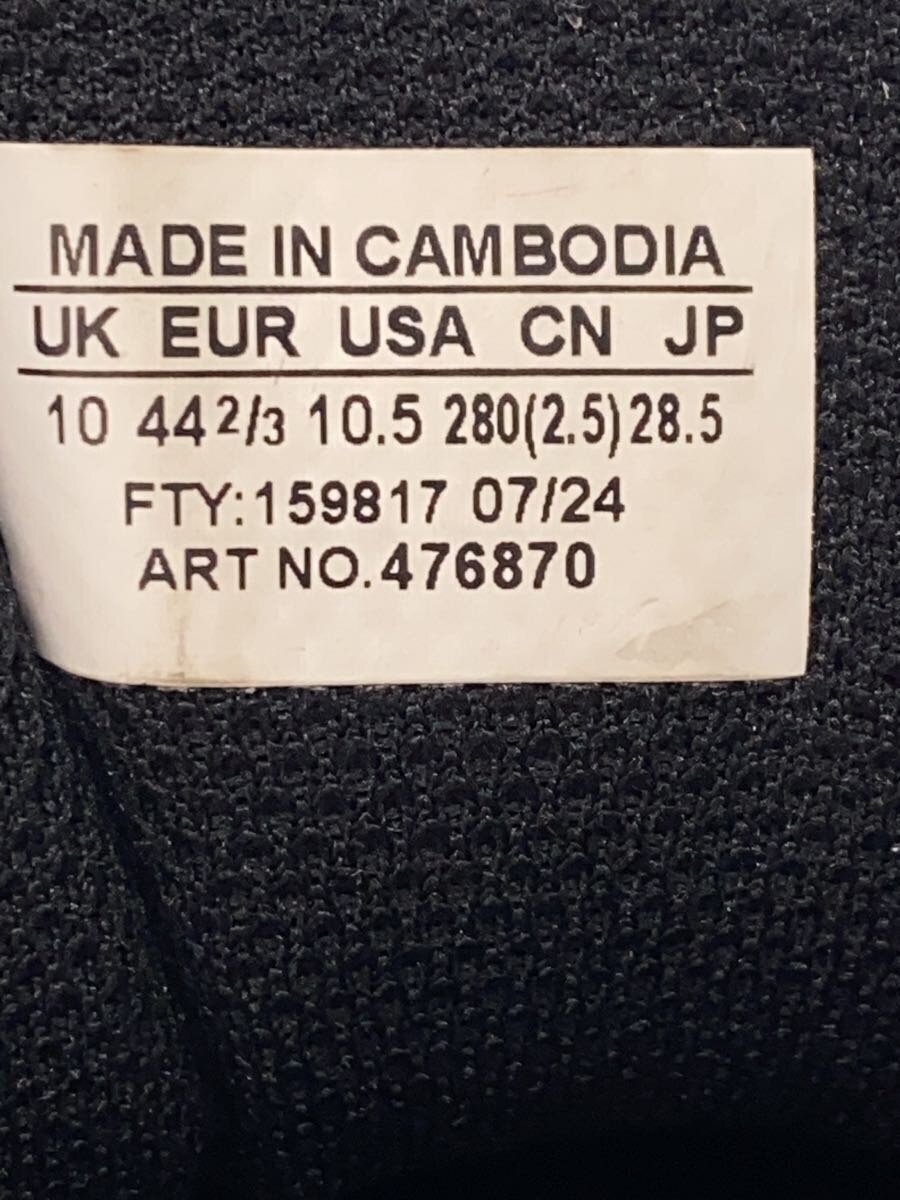 MADE IN CAMBODIA
UK EUR USA CN JP
10 44 2/3 10.5 280(2.5) 28.5
FTY:159817 07/24
ART NO.476870